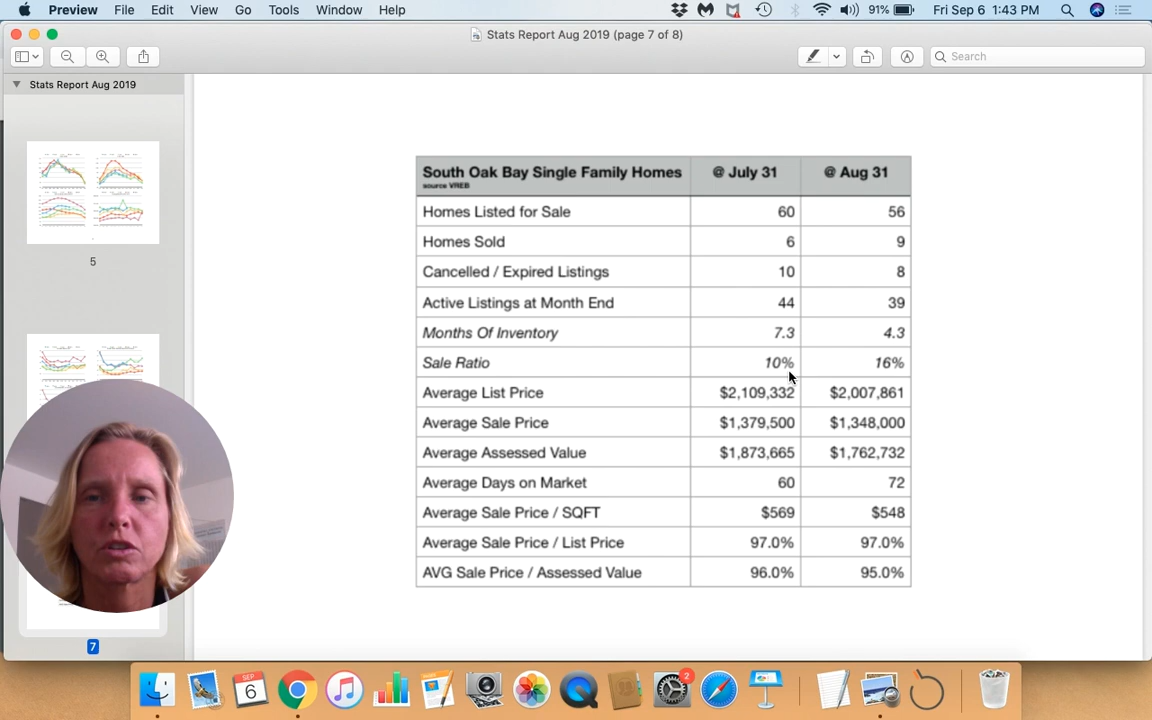 Preview File Edit View Go Tools Window Help 91% Fri Sep 6 1:43 PM
Stats Report Aug 2019 (page 7 of 8)
Search
Stats Report Aug 2019
5
7
South Oak Bay Single Family Homes @ July 31 @ Aug 31
source VREB
Homes Listed for Sale 60 56
Homes Sold 6 9
Cancelled / Expired Listings 10 8
Active Listings at Month End 44 39
Months Of Inventory 7.3 4.3
Sale Ratio 10% 16%
Average List Price $2,109,332 $2,007,861
Average Sale Price $1,379,500 $1,348,000
Average Assessed Value $1,873,665 $1,762,732
Average Days on Market 60 72
Average Sale Price / SQFT $569 $548
Average Sale Price / List Price 97.0% 97.0%
AVG Sale Price / Assessed Value 96.0% 95.0%
SEP
6
2